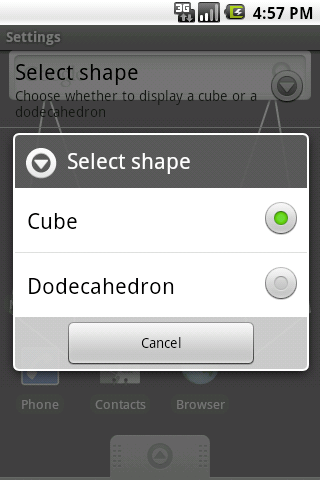 3G
4:57 PM
Settings
Select shape
Choose whether to display a cube or a
dodecahedron
Select shape
Cube
Dodecahedron
Cancel
Phone
Contacts
Browser